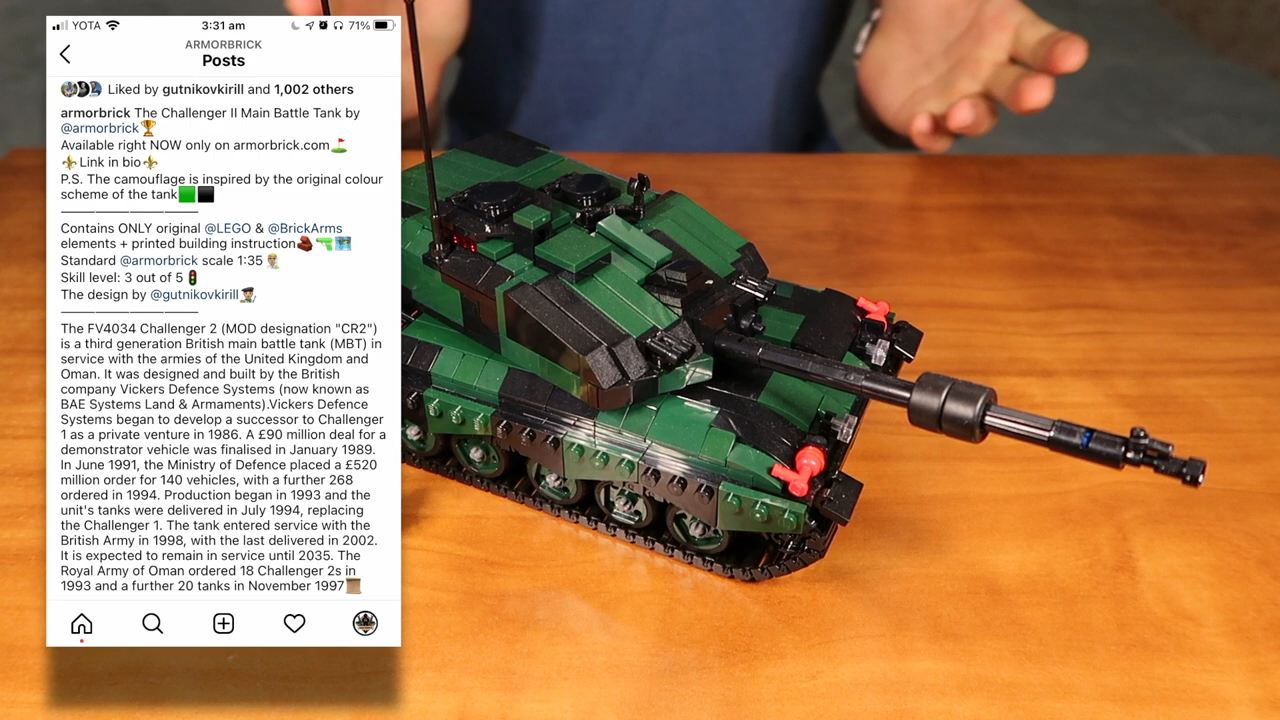 YOTA 3:31 am 71%
ARMORBRICK
Posts
Liked by gutnikovkirill and 1,002 others
armorbrick The Challenger II Main Battle Tank by
@armorbrick🏆
Available right NOW only on armorbrick.com⛳
⚜️Link in bio⚜️
P.S. The camouflage is inspired by the original colour
scheme of the tank🟩⬛
Contains ONLY original @LEGO & @BrickArms
elements + printed building instruction
Standard @armorbrick scale 1:35
Skill level: 3 out of 5🚦
The design by @gutnikovkirill
The FV4034 Challenger 2 (MOD designation "CR2")
is a third generation British main battle tank (MBT) in
service with the armies of the United Kingdom and
Oman. It was designed and built by the British
company Vickers Defence Systems (now known as
BAE Systems Land & Armaments).Vickers Defence
Systems began to develop a successor to Challenger
1 as a private venture in 1986. A £90 million deal for a
demonstrator vehicle was finalised in January 1989.
In June 1991, the Ministry of Defence placed a £520
million order for 140 vehicles, with a further 268
ordered in 1994. Production began in 1993 and the
unit's tanks were delivered in July 1994, replacing
the Challenger 1. The tank entered service with the
British Army in 1998, with the last delivered in 2002.
It is expected to remain in service until 2035. The
Royal Army of Oman ordered 18 Challenger 2s in
1993 and a further 20 tanks in November 1997📜